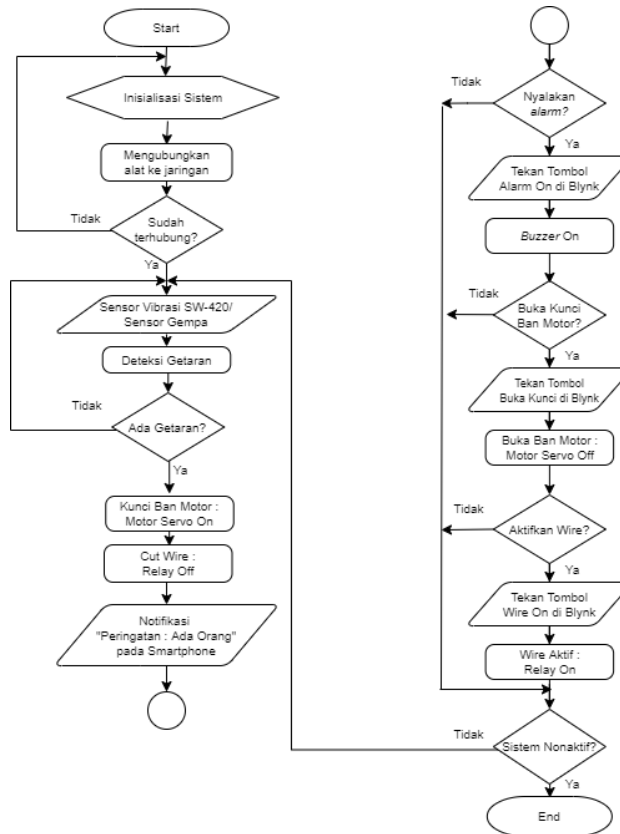 Start
Inisialisasi Sistem
Mengubungkan
alat ke jaringan
Tidak
Sudah
terhubung?
Ya
Sensor Vibrasi SW-420/
Sensor Gempa
Deteksi Getaran
Tidak
Ada Getaran?
Ya
Kunci Ban Motor :
Motor Servo On
Cut Wire :
Relay Off
Notifikasi
"Peringatan : Ada Orang"
pada Smartphone
Tidak
Nyalakan
alarm?
Ya
Tekan Tombol
Alarm On di Blynk
Buzzer On
Tidak
Buka Kunci
Ban Motor?
Ya
Tekan Tombol
Buka Kunci di Blynk
Buka Ban Motor :
Motor Servo Off
Tidak
Aktifkan Wire?
Ya
Tekan Tombol
Wire On di Blynk
Wire Aktif :
Relay On
Tidak
Sistem Nonaktif?
Ya
End